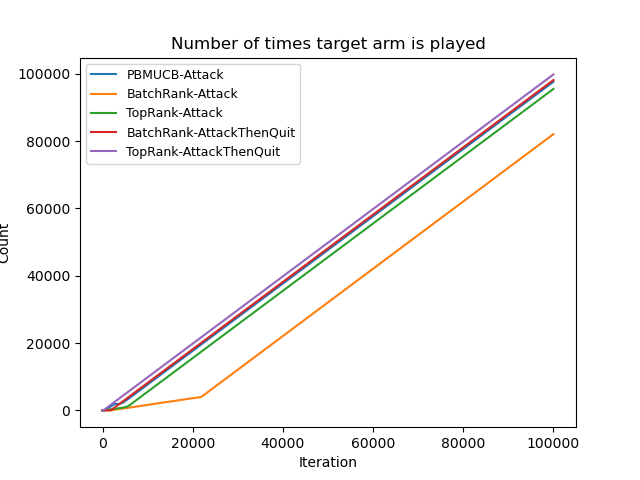 Number of times target arm is played
100000
80000
60000
40000
20000
0
Count
PBMUCB-Attack
BatchRank-Attack
TopRank-Attack
BatchRank-AttackThenQuit
TopRank-AttackThenQuit
0 20000 40000 60000 80000 100000
Iteration